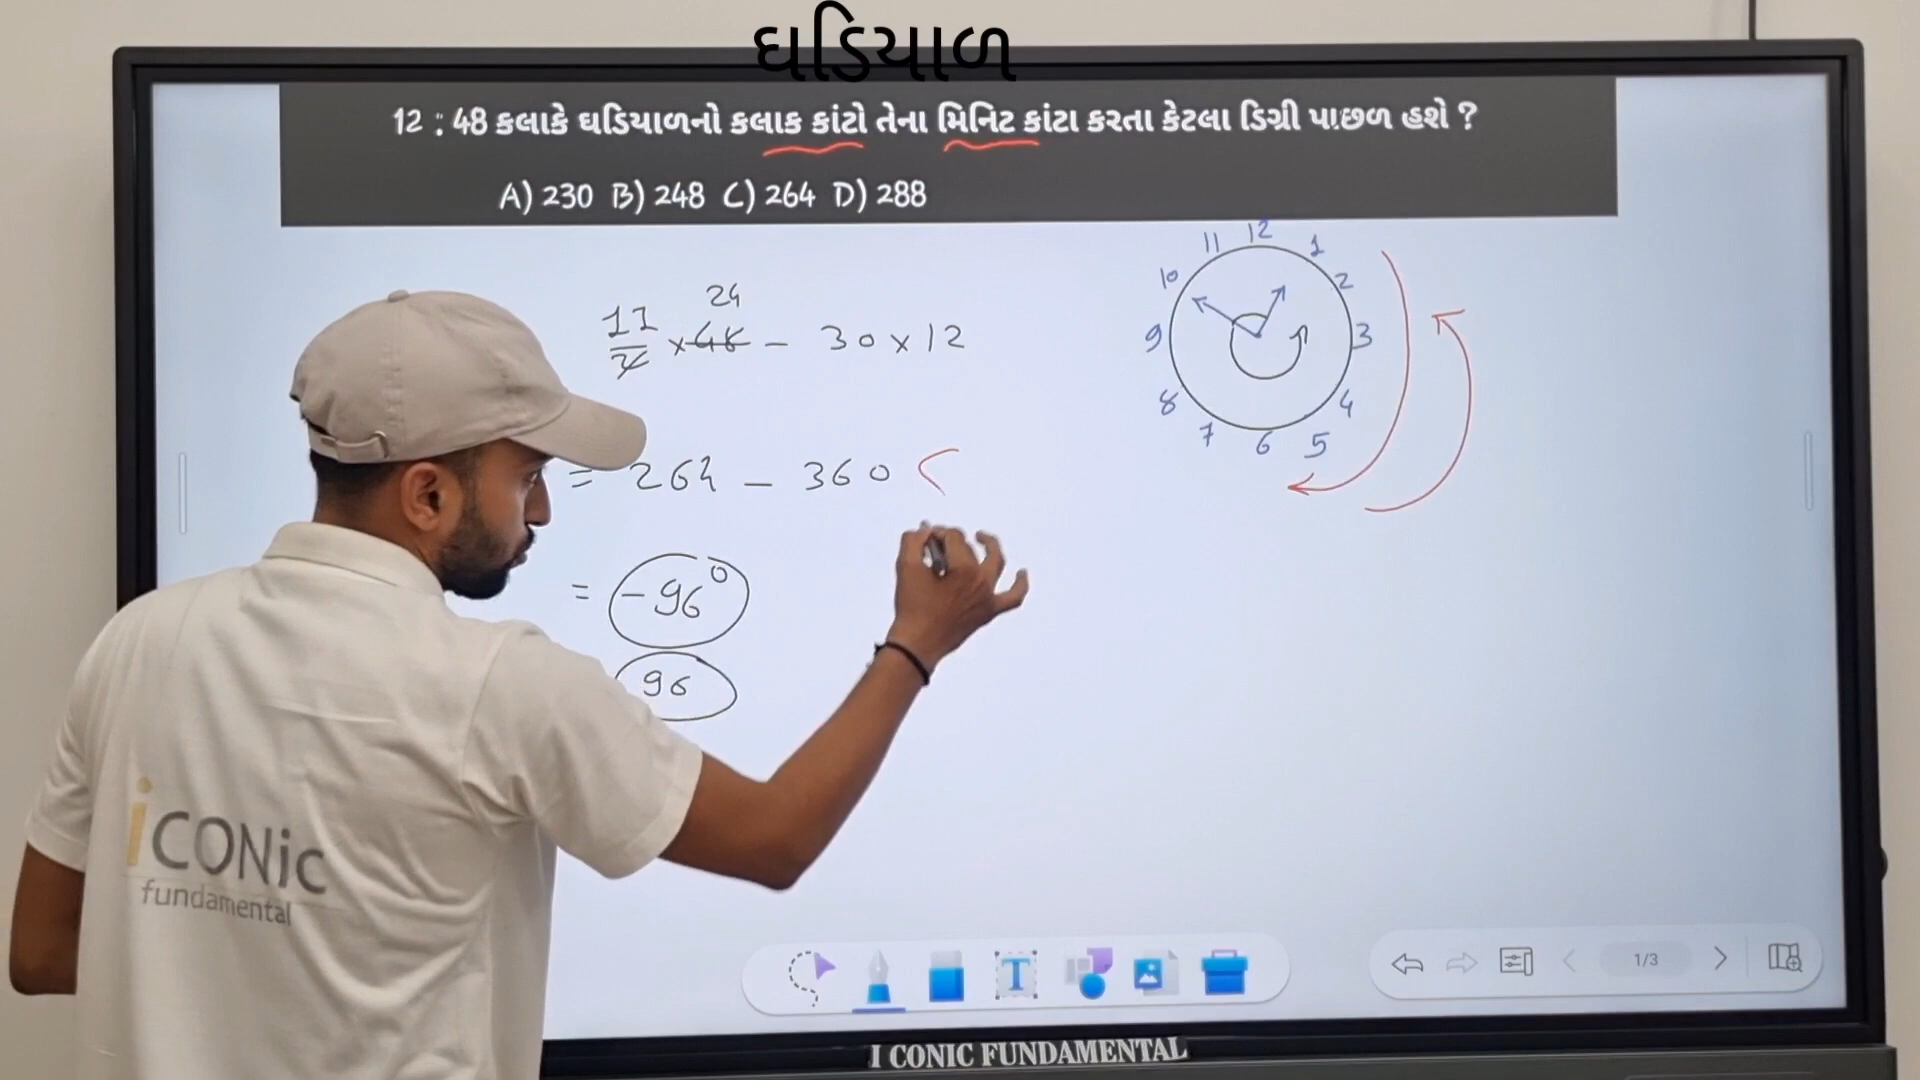 ઘડિયાળ
12 : 48 કલાકે ઘડિયાળનો કલાક કાંટો તેના મિનિટ કાંટા કરતા કેટલા ડિગ્રી પાછળ હશે ?
A) 230 B) 248 C) 264 D) 288
24
11/2 × 48 - 30 × 12
= 264 - 360
= -96°
96
12
11 1
10 2
9 3
8 4
7 6 5
iCONic
fundamental
T
1/3
I CONIC FUNDAMENTAL